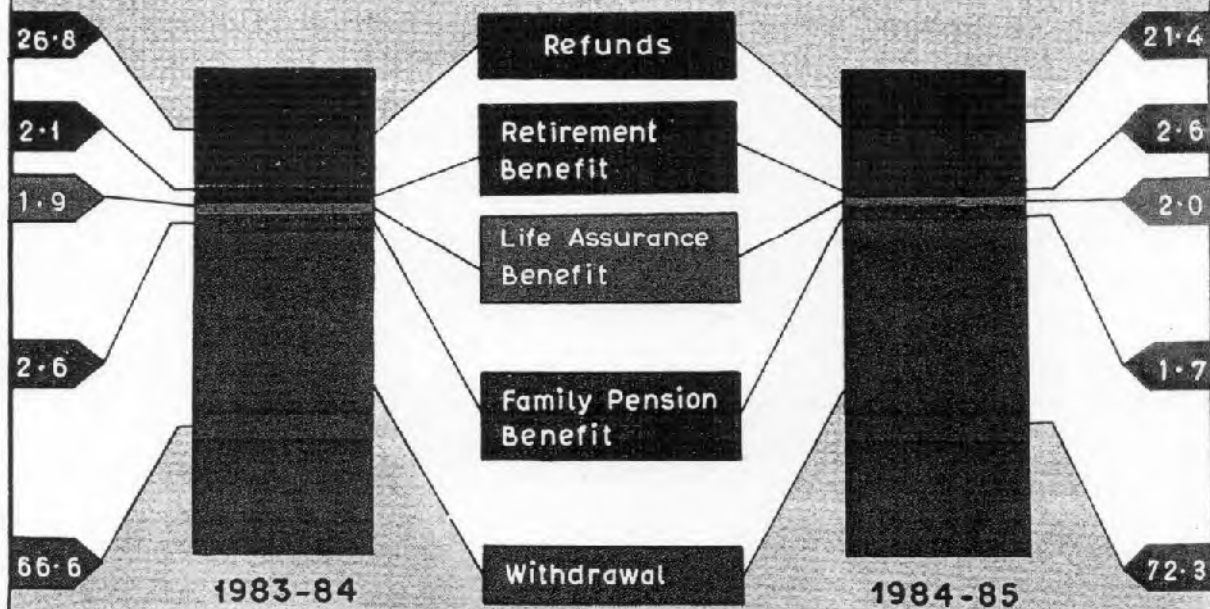 26·8
2·1
1·9
2·6
66·6
1983-84
Refunds
Retirement
Benefit
Life Assurance
Benefit
Family Pension
Benefit
Withdrawal
1984-85
21·4
2·6
2·0
1·7
72·3